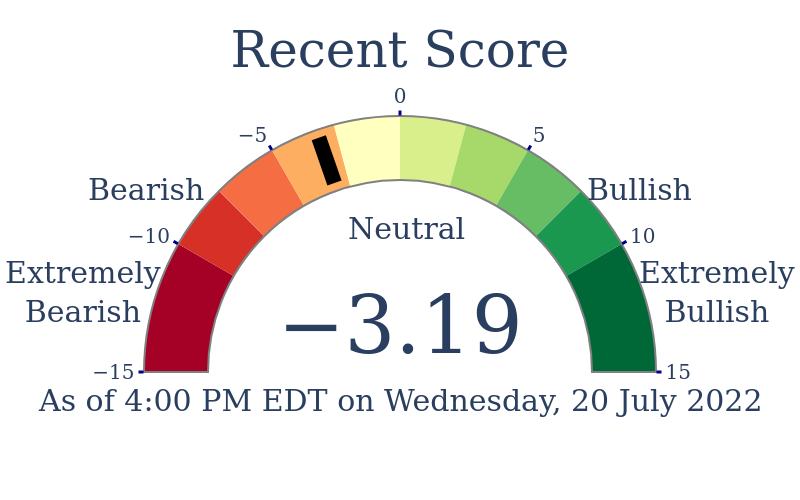 Recent Score
0
−5
5
Bearish
Bullish
Neutral
−10
10
Extremely
Bearish
Extremely
Bullish
−3.19
−15
15
As of 4:00 PM EDT on Wednesday, 20 July 2022